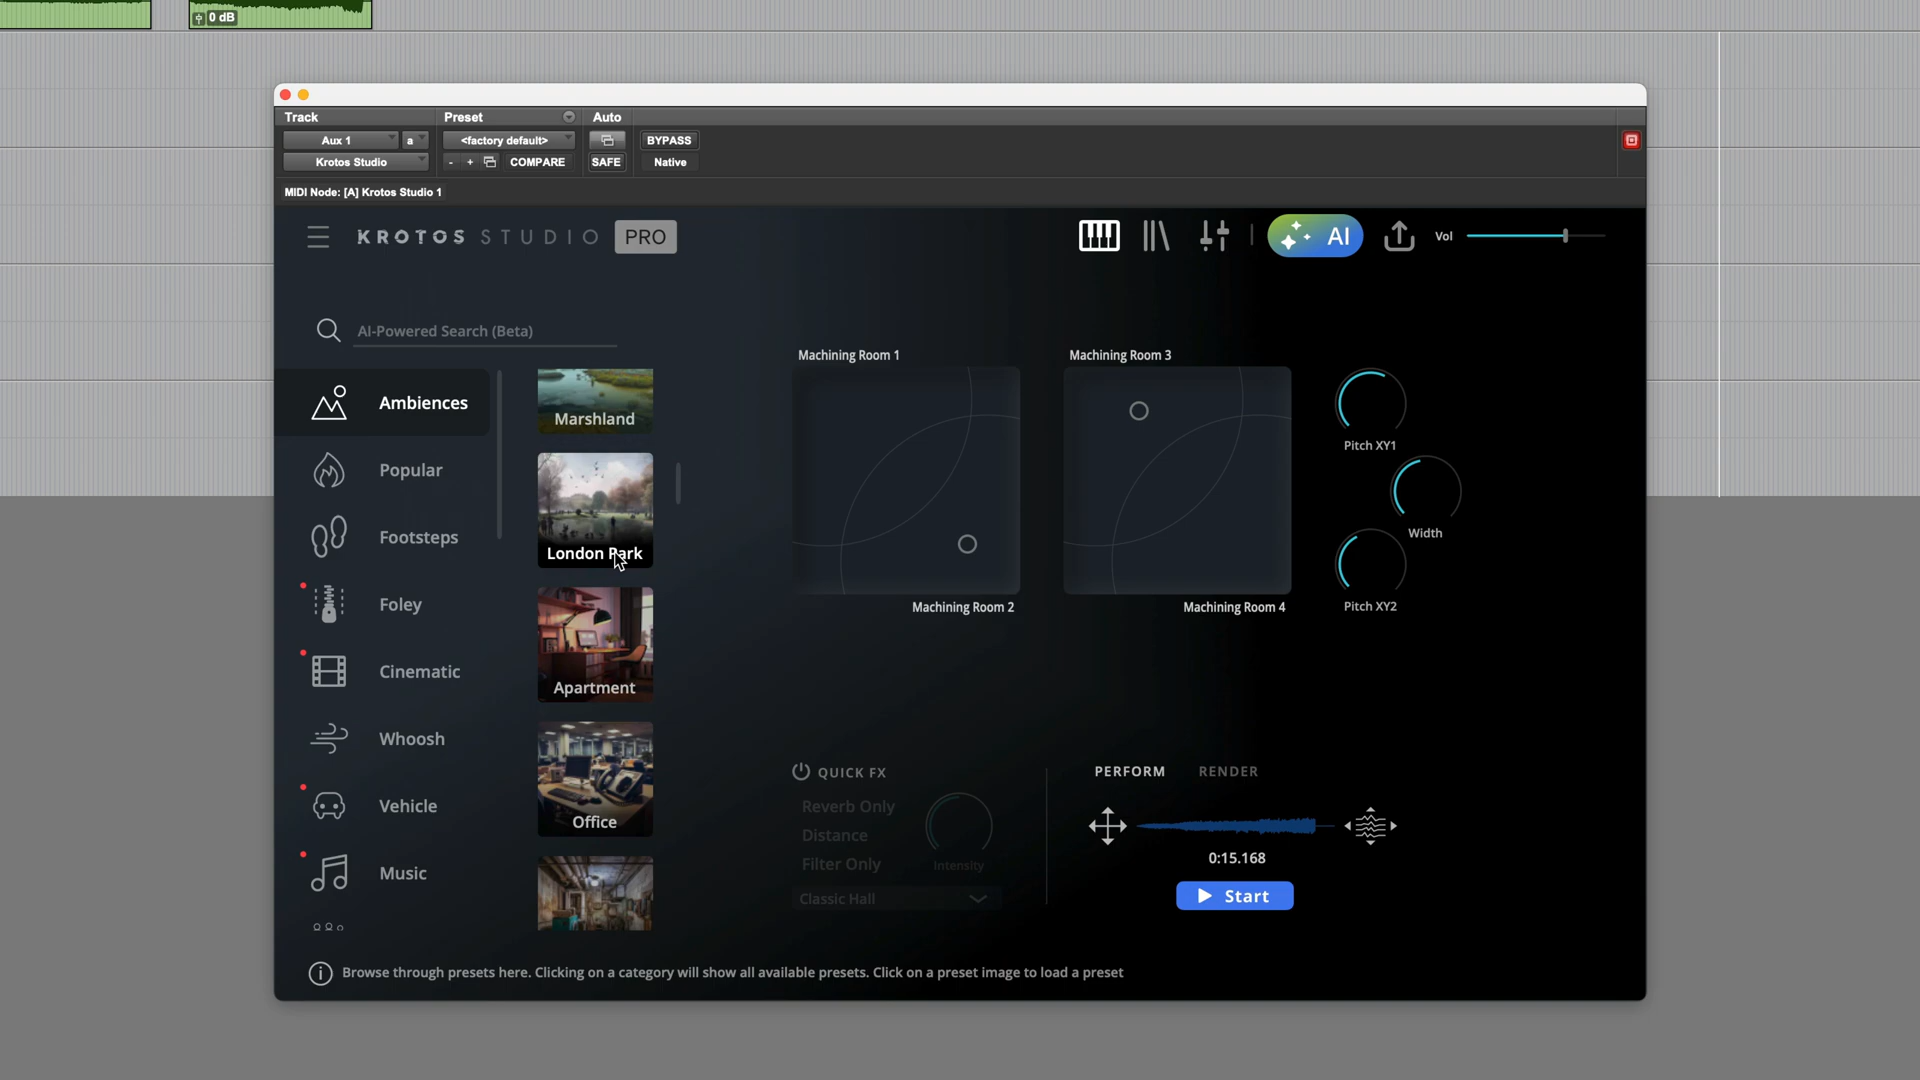 0 dB
Track
Preset
Auto
Aux 1
a
<factory default>
BYPASS
Krotos Studio
- +
COMPARE
SAFE
Native
MIDI Node: [A] Krotos Studio 1
KROTOS STUDIO PRO
AI
Vol
AI-Powered Search (Beta)
Ambiences
Popular
Footsteps
Foley
Cinematic
Whoosh
Vehicle
Music
Marshland
London Park
Apartment
Office
Machining Room 1
Machining Room 2
Machining Room 3
Machining Room 4
Pitch XY1
Width
Pitch XY2
QUICK FX
Reverb Only
Distance
Filter Only
Intensity
Classic Hall
PERFORM
RENDER
0:15.168
Start
Browse through presets here. Clicking on a category will show all available presets. Click on a preset image to load a preset